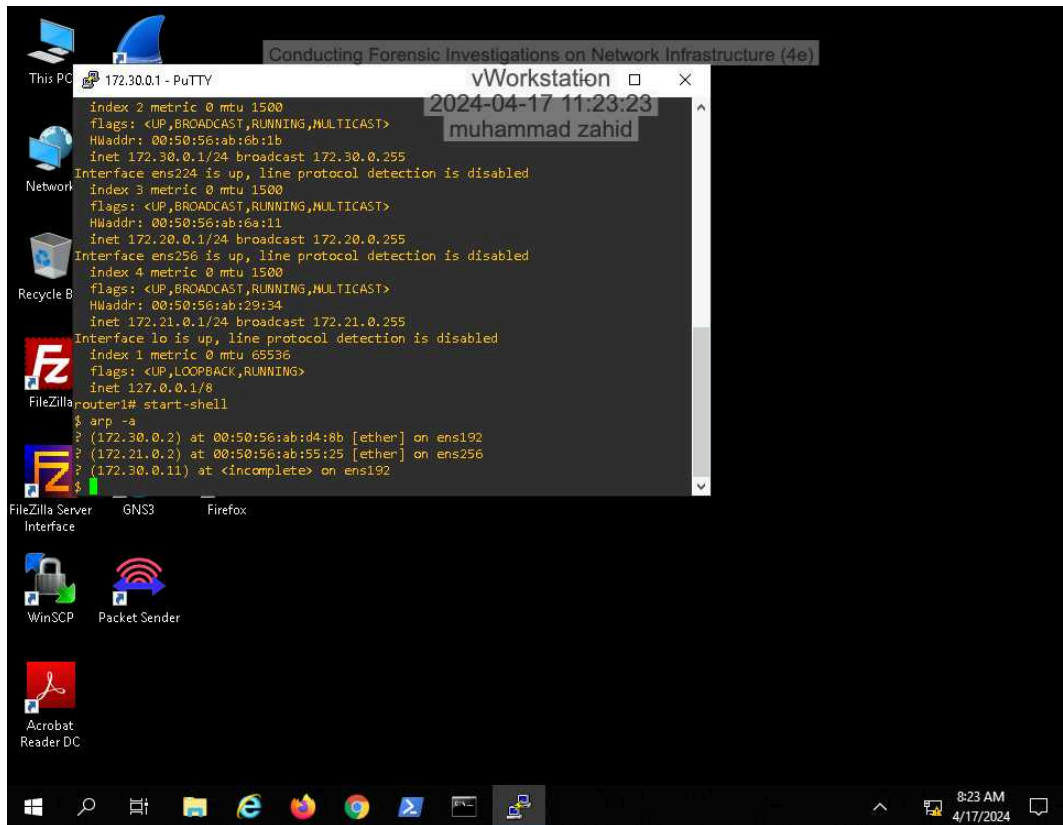 Conducting Forensic Investigations on Network Infrastructure (4e)
vWorkstation
2024-04-17 11:23:23
muhammad zahid
This PC
172.30.0.1 - PuTTY
index 2 metric 0 mtu 1500
flags: <UP,BROADCAST,RUNNING,MULTICAST>
HWaddr: 00:50:56:ab:6b:1b
inet 172.30.0.1/24 broadcast 172.30.0.255
Interface ens224 is up, line protocol detection is disabled
index 3 metric 0 mtu 1500
flags: <UP,BROADCAST,RUNNING,MULTICAST>
HWaddr: 00:50:56:ab:6a:11
inet 172.20.0.1/24 broadcast 172.20.0.255
Interface ens256 is up, line protocol detection is disabled
index 4 metric 0 mtu 1500
flags: <UP,BROADCAST,RUNNING,MULTICAST>
HWaddr: 00:50:56:ab:29:34
inet 172.21.0.1/24 broadcast 172.21.0.255
Interface lo is up, line protocol detection is disabled
index 1 metric 0 mtu 65536
flags: <UP,LOOPBACK,RUNNING>
inet 127.0.0.1/8
router1# start-shell
$ arp -a
? (172.30.0.2) at 00:50:56:ab:d4:8b [ether] on ens192
? (172.21.0.2) at 00:50:56:ab:55:25 [ether] on ens256
? (172.30.0.11) at <incomplete> on ens192
$
Network
Recycle B
FileZilla
FileZilla Server
Interface
GNS3
Firefox
WinSCP
Packet Sender
Acrobat
Reader DC
8:23 AM
4/17/2024